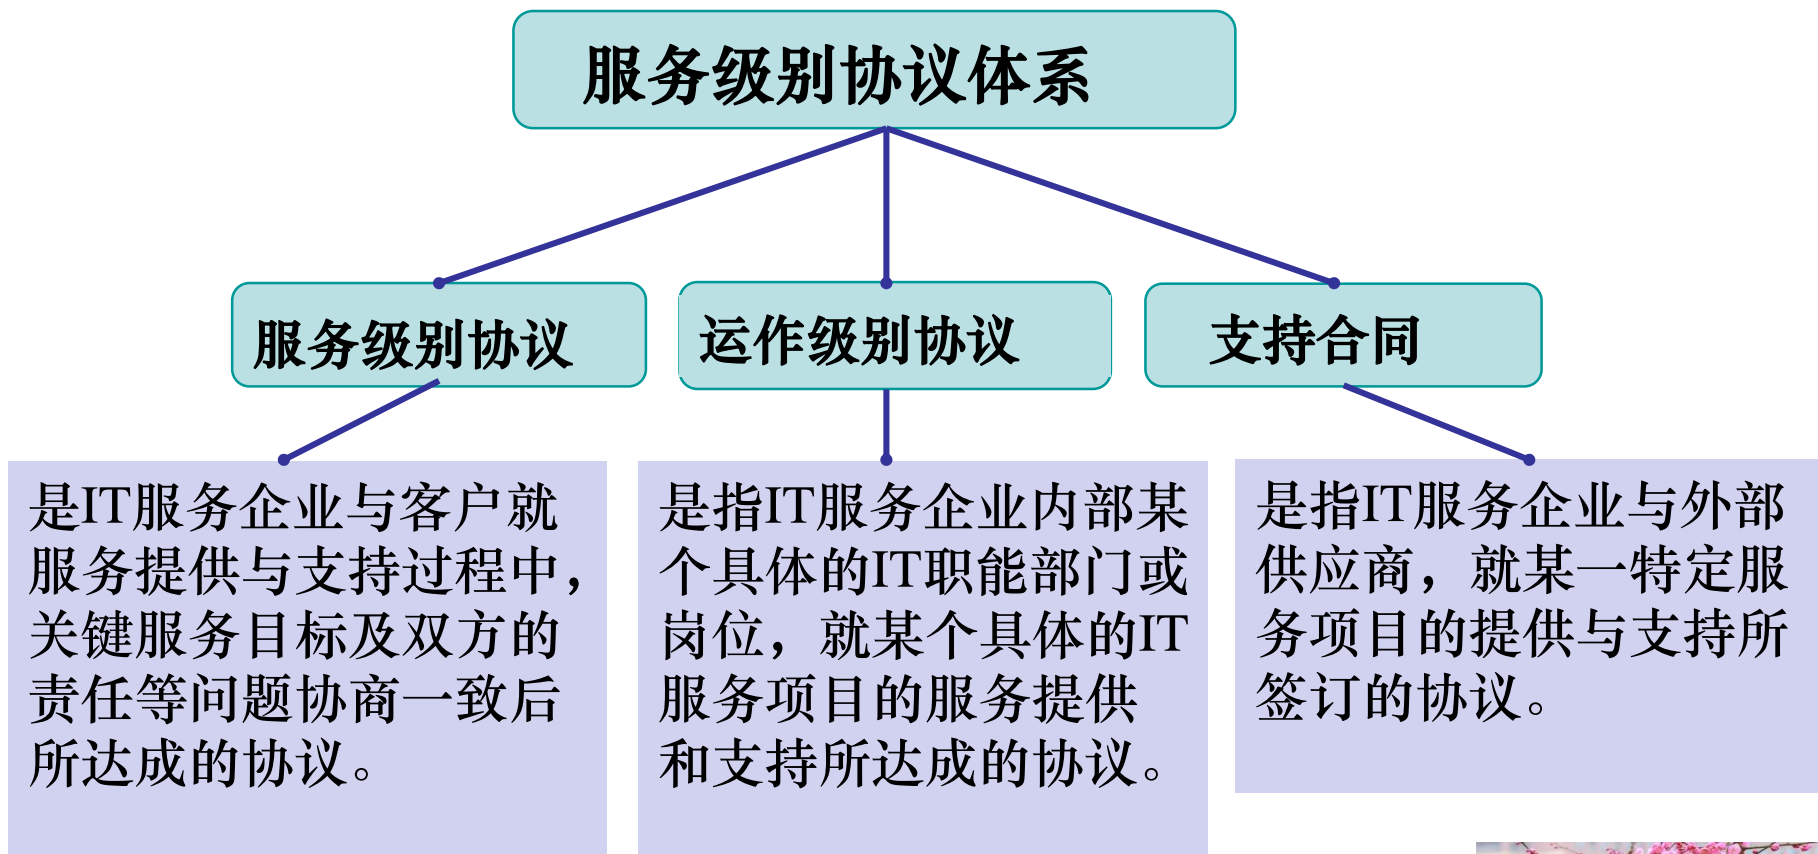 服务级别协议体系
服务级别协议
运作级别协议
支持合同
是IT服务企业与客户就
服务提供与支持过程中，
关键服务目标及双方的
责任等问题协商一致后
所达成的协议。
是指IT服务企业内部某
个具体的IT职能部门或
岗位，就某个具体的IT
服务项目的服务提供
和支持所达成的协议。
是指IT服务企业与外部
供应商，就某一特定服
务项目的提供与支持所
签订的协议。